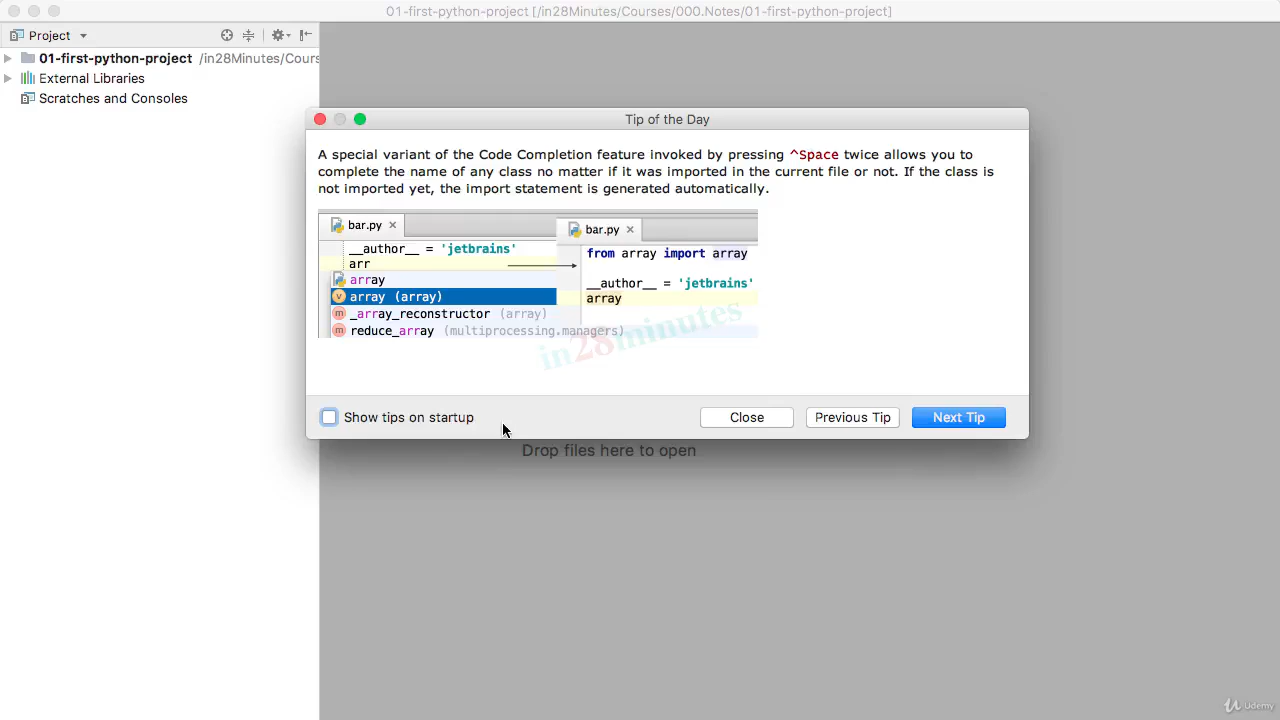 01-first-python-project [/in28Minutes/Courses/000.Notes/01-first-python-project]
Project
01-first-python-project /in28Minutes/Cours
External Libraries
Scratches and Consoles
Tip of the Day
A special variant of the Code Completion feature invoked by pressing ^Space twice allows you to
complete the name of any class no matter if it was imported in the current file or not. If the class is
not imported yet, the import statement is generated automatically.
bar.py
__author__ = 'jetbrains'
arr
array
array (array)
_array_reconstructor (array)
reduce_array (multiprocessing.managers)
bar.py
from array import array
__author__ = 'jetbrains'
array
in28minutes
Show tips on startup
Close
Previous Tip
Next Tip
Drop files here to open
Udemy